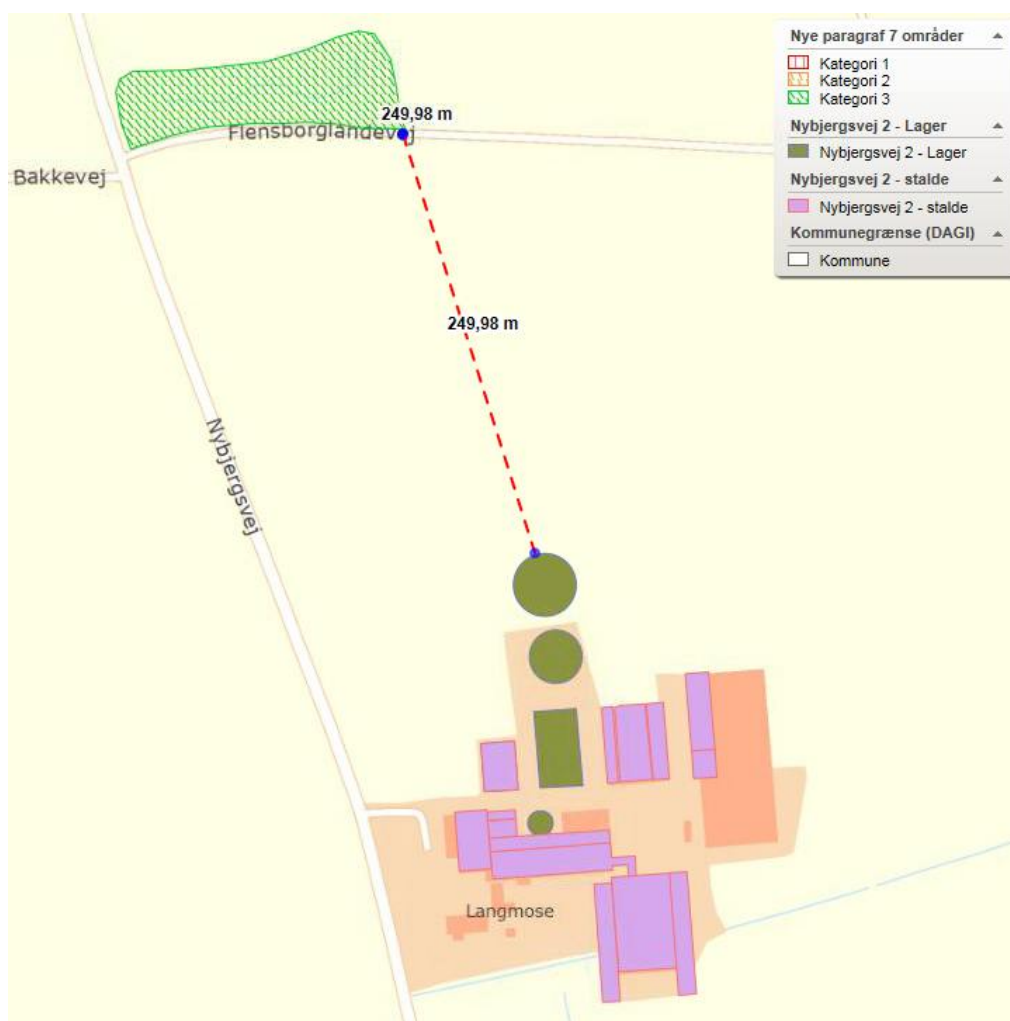 Nye paragraf 7 områder
Kategori 1
Kategori 2
Kategori 3
Nybjergsvej 2 - Lager
Nybjergsvej 2 - Lager
Nybjergsvej 2 - stalde
Nybjergsvej 2 - stalde
Kommunegrænse (DAGI)
Kommune
249,98 m
Flensborglandevej
Bakkevej
249,98 m
Nybjergsvej
Langmose